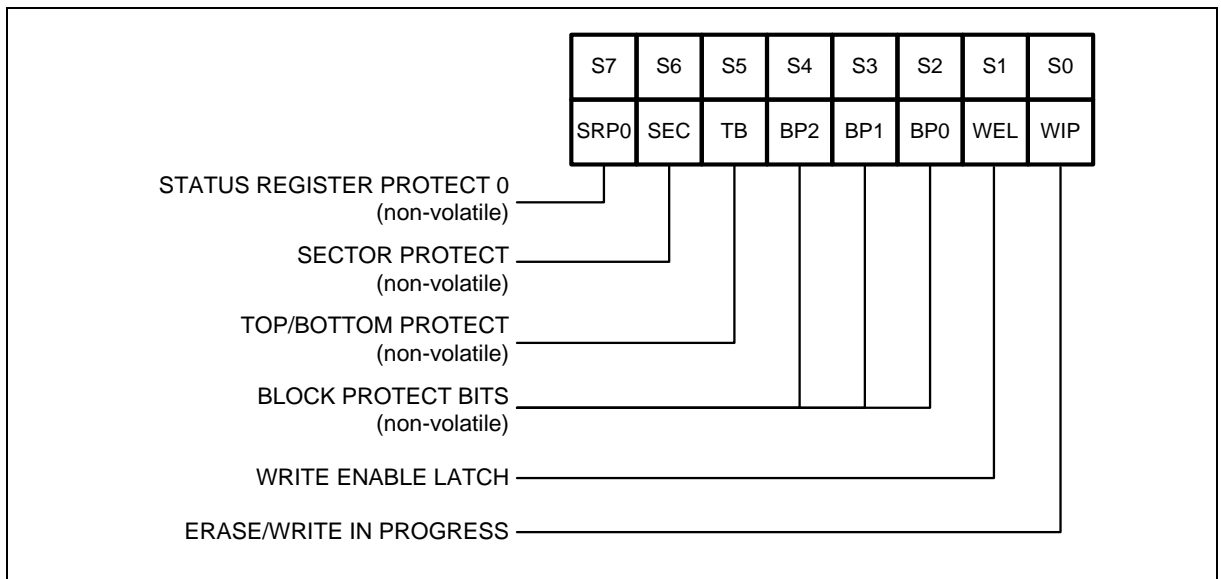 S7 S6 S5 S4 S3 S2 S1 S0
SRP0 SEC TB BP2 BP1 BP0 WEL WIP
STATUS REGISTER PROTECT 0
(non-volatile)
SECTOR PROTECT
(non-volatile)
TOP/BOTTOM PROTECT
(non-volatile)
BLOCK PROTECT BITS
(non-volatile)
WRITE ENABLE LATCH
ERASE/WRITE IN PROGRESS